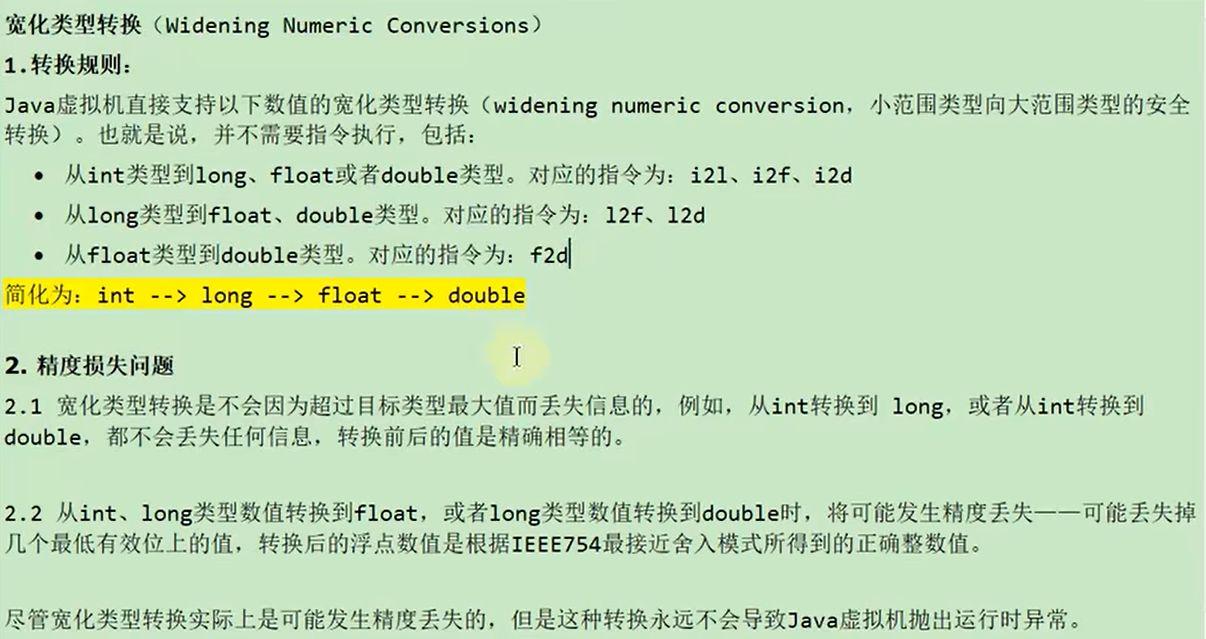 宽化类型转换（Widening Numeric Conversions）
1.转换规则：
Java虚拟机直接支持以下数值的宽化类型转换（widening numeric conversion，小范围类型向大范围类型的安全
转换）。也就是说，并不需要指令执行，包括：
• 从int类型到long、float或者double类型。对应的指令为：i2l、i2f、i2d
• 从long类型到float、double类型。对应的指令为：l2f、l2d
• 从float类型到double类型。对应的指令为：f2d
简化为：int --> long --> float --> double
2. 精度损失问题
2.1 宽化类型转换是不会因为超过目标类型最大值而丢失信息的，例如，从int转换到 long，或者从int转换到
double，都不会丢失任何信息，转换前后的值是精确相等的。
2.2 从int、long类型数值转换到float，或者long类型数值转换到double时，将可能发生精度丢失——可能丢失掉
几个最低有效位上的值，转换后的浮点数值是根据IEEE754最接近舍入模式所得到的正确整数值。
尽管宽化类型转换实际上是可能发生精度丢失的，但是这种转换永远不会导致Java虚拟机抛出运行时异常。